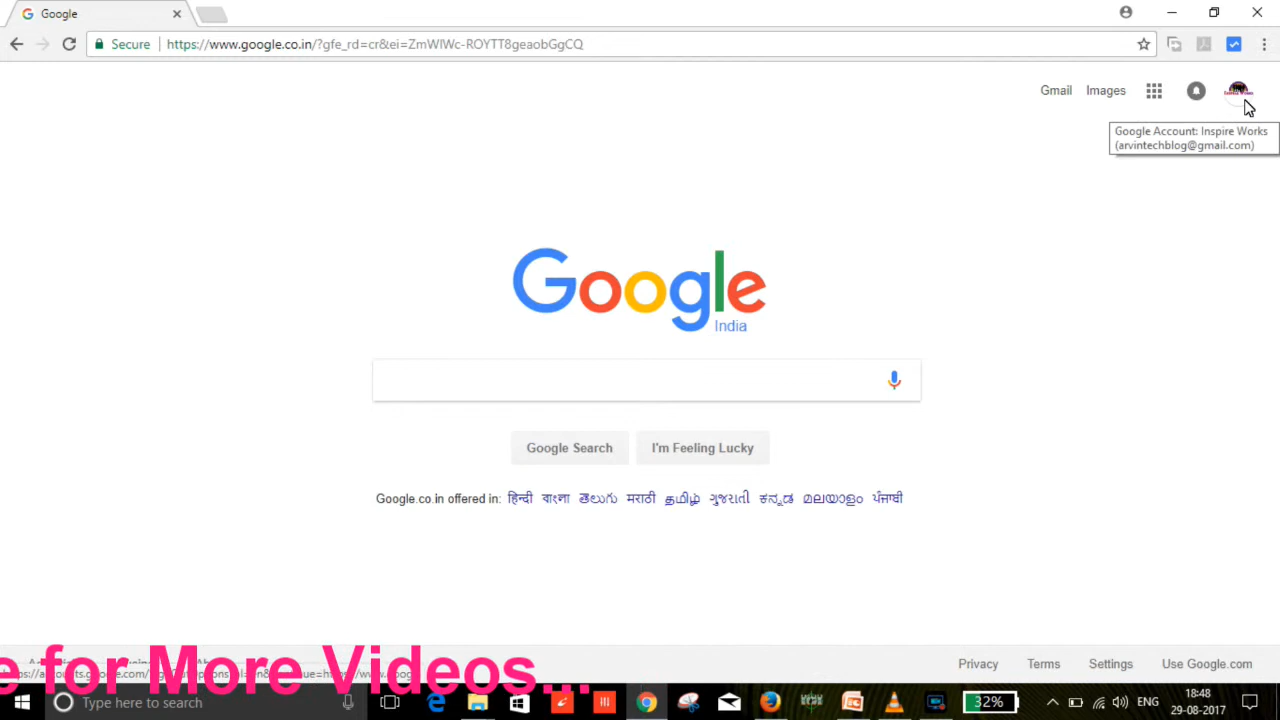 Google
Secure
https://www.google.co.in/?gfe_rd=cr&ei=ZmWlWc-ROYTT8geaobGgCQ
Gmail
Images
Google Account: Inspire Works
(arvintechblog@gmail.com)
Google
India
Google Search
I'm Feeling Lucky
Google.co.in offered in: हिन्दी বাংলা తెలుగు मराठी தமிழ் ગુજરાતી ಕನ್ನಡ മലയാളം ਪੰਜਾਬੀ
e for More Videos...
Privacy
Terms
Settings
Use Google.com
Type here to search
32%
ENG
18:48
29-08-2017